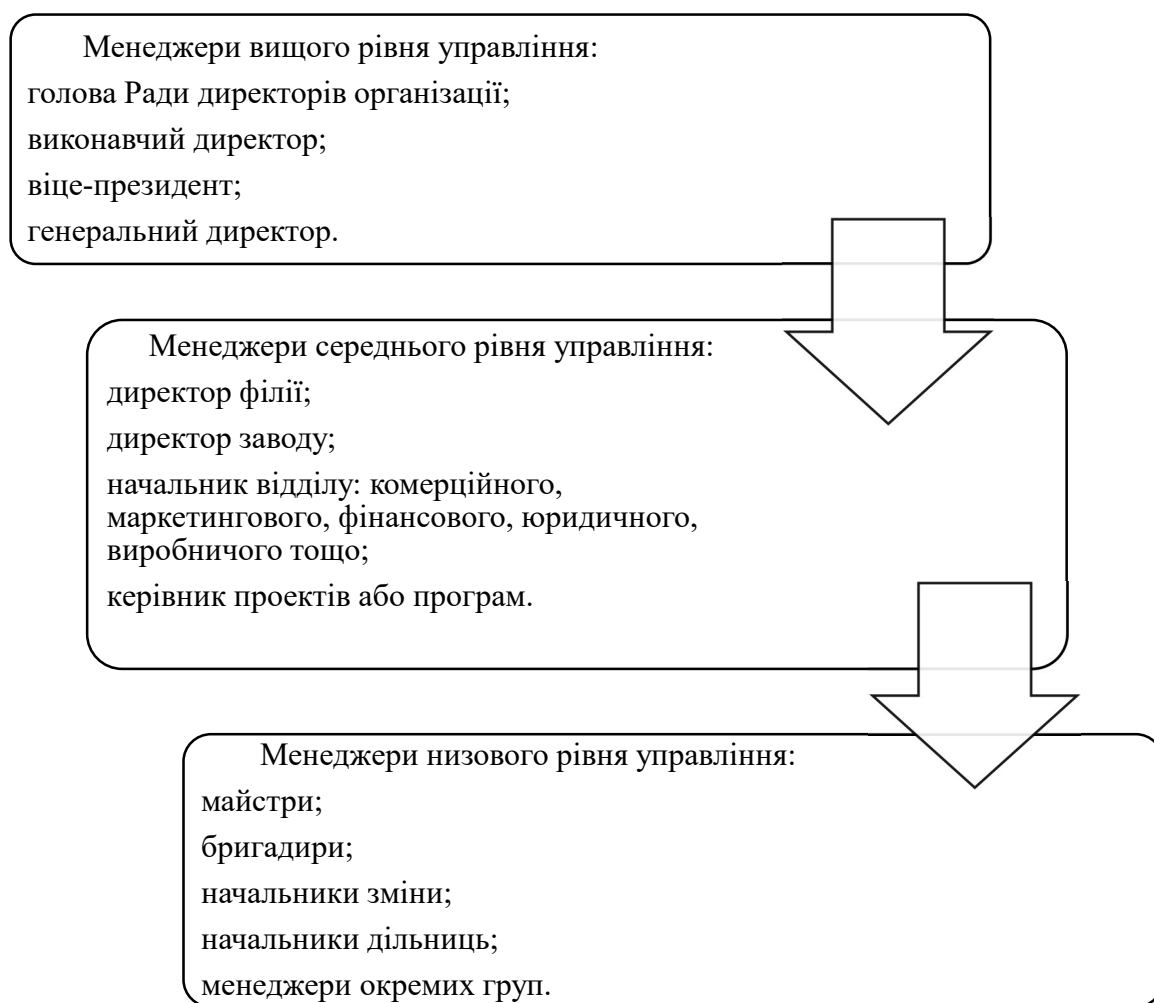 Менеджери вищого рівня управління:
голова Ради директорів організації;
виконавчий директор;
віце-президент;
генеральний директор.
Менеджери середнього рівня управління:
директор філії;
директор заводу;
начальник відділу: комерційного,
маркетингового, фінансового, юридичного,
виробничого тощо;
керівник проектів або програм.
Менеджери низового рівня управління:
майстри;
бригадири;
начальники зміни;
начальники дільниць;
менеджери окремих груп.